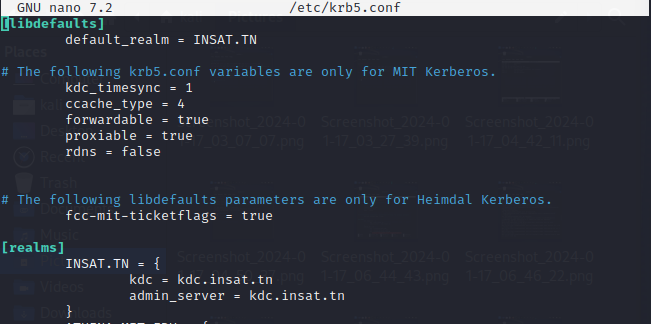 GNU nano 7.2 /etc/krb5.conf
[libdefaults]
default_realm = INSAT.TN
# The following krb5.conf variables are only for MIT Kerberos.
kdc_timesync = 1
ccache_type = 4
forwardable = true
proxiable = true
rdns = false
# The following libdefaults parameters are only for Heimdal Kerberos.
fcc-mit-ticketflags = true
[realms]
INSAT.TN = {
kdc = kdc.insat.tn
admin_server = kdc.insat.tn
}